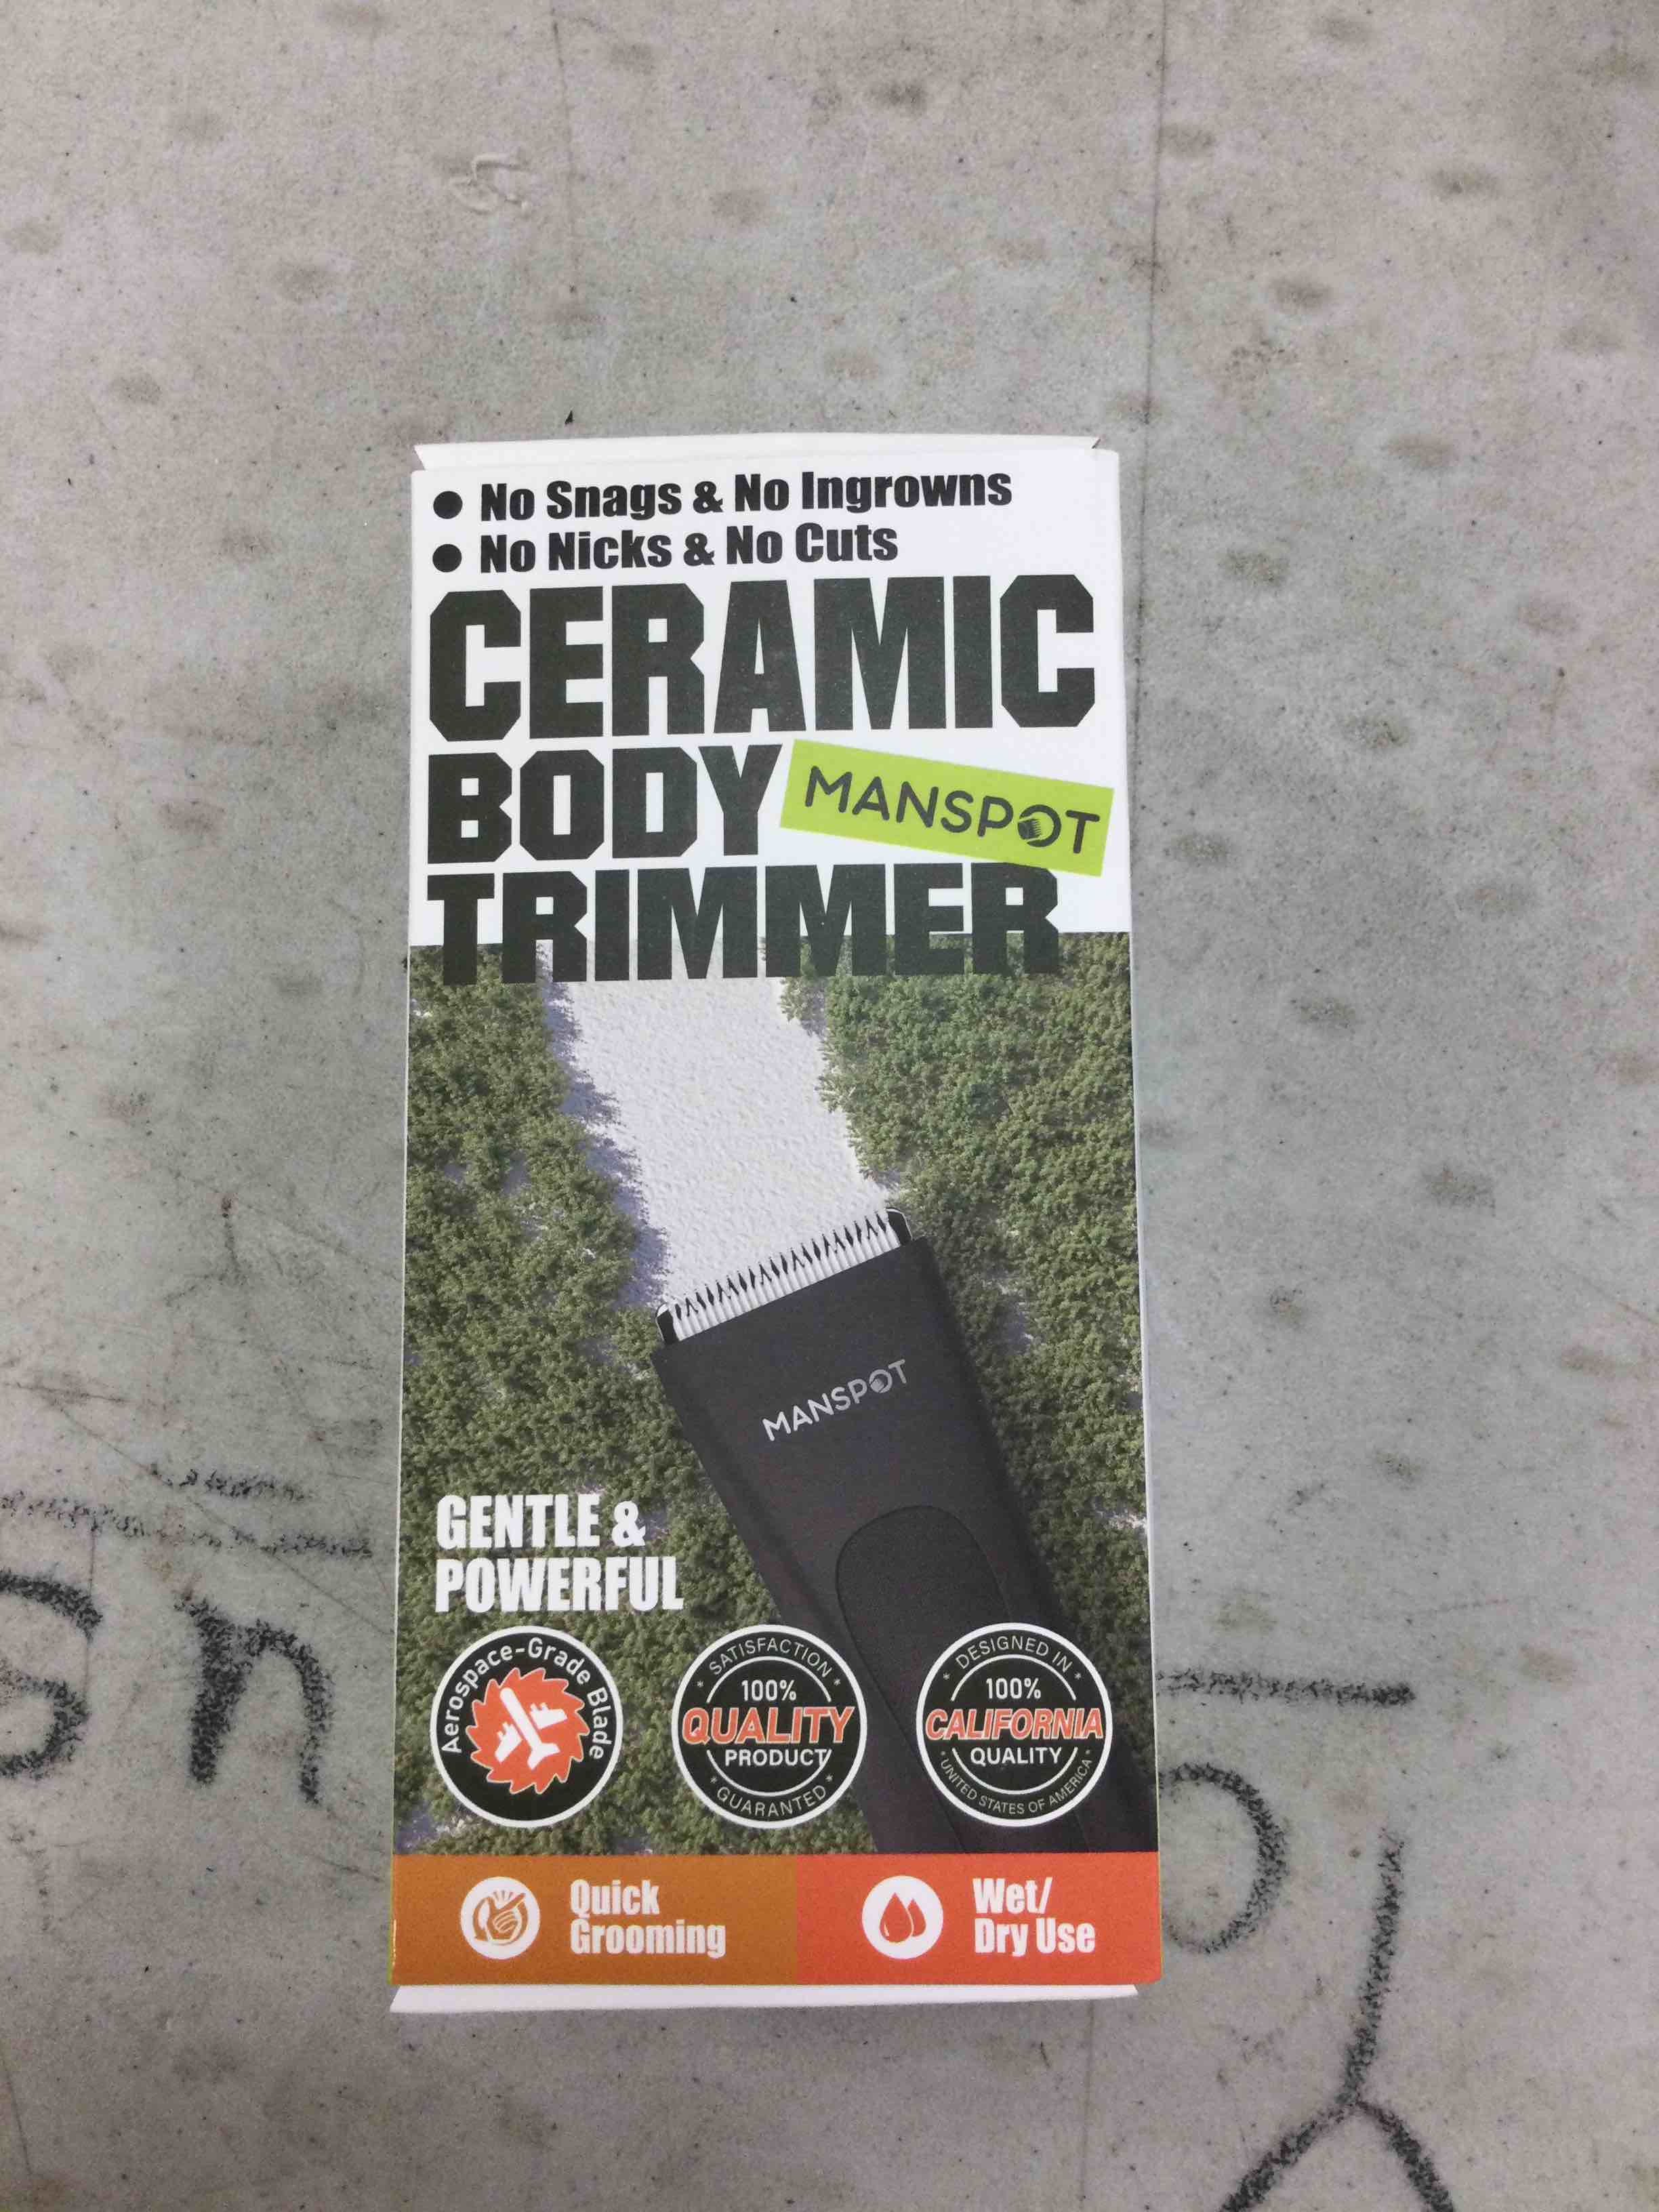 ● No Snags & No Ingrowns
● No Nicks & No Cuts
CERAMIC
BODY
MANSPOT
TRIMMER
MANSPOT
GENTLE &
POWERFUL
Aerospace-Grade Blade
SATISFACTION
100%
QUALITY
PRODUCT
GUARANTED
DESIGNED IN
100%
CALIFORNIA
QUALITY
UNITED STATES OF AMERICA
Quick
Grooming
Wet/
Dry Use